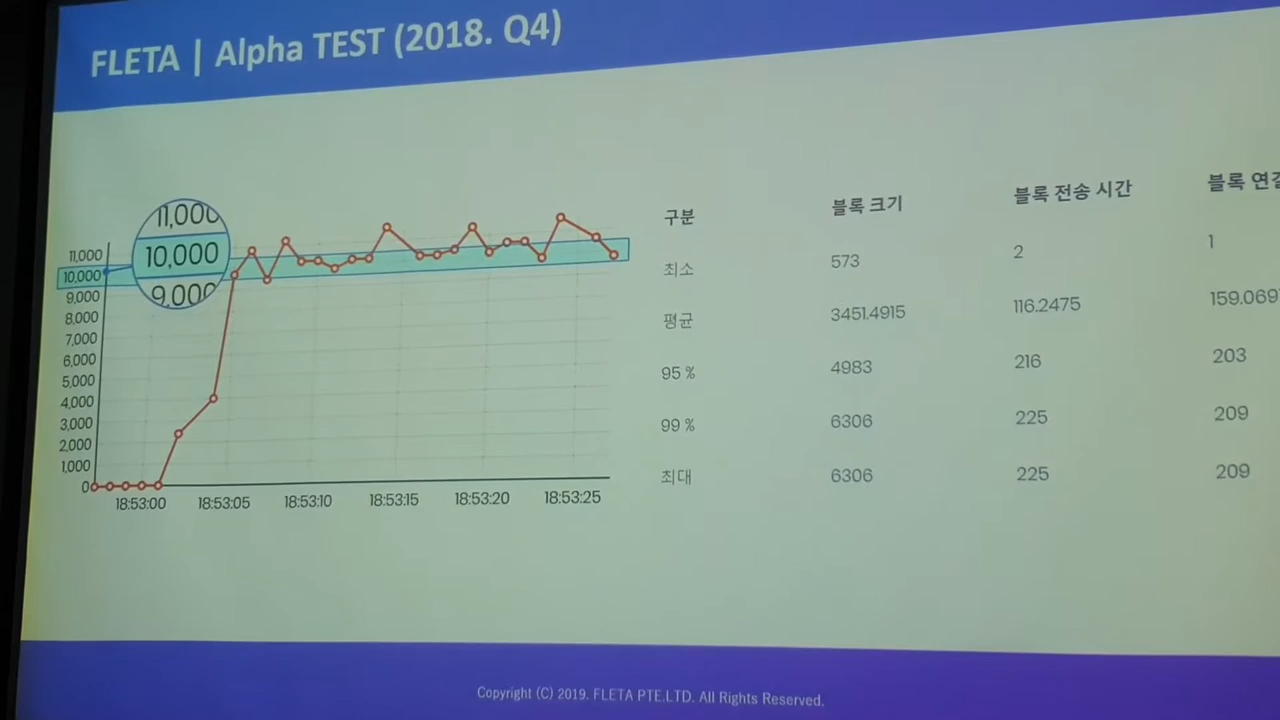 FLETA | Alpha TEST (2018. Q4)
11,000
10,000
9,000
11,000
10,000
9,000
8,000
7,000
6,000
5,000
4,000
3,000
2,000
1,000
0
18:53:00 18:53:05 18:53:10 18:53:15 18:53:20 18:53:25
구분 블록 크기 블록 전송 시간 블록
최소 573 2 1
평균 3451.4915 116.2475 159.069
95 % 4983 216 203
99 % 6306 225 209
최대 6306 225 209
Copyright (C) 2019. FLETA PTE.LTD. All Rights Reserved.